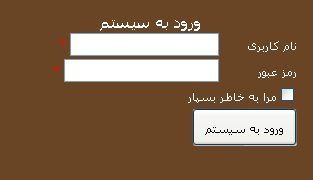 ورود به سیستم
نام کاربری
رمز عبور
مرا به خاطر بسپار
ورود به سیستم